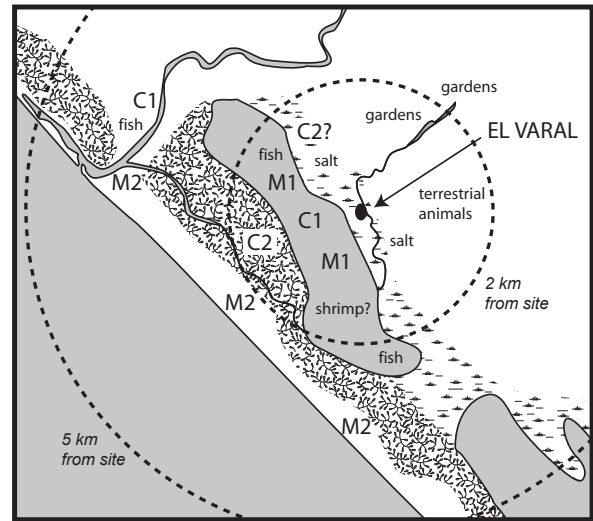 gardens
C1
gardens
fish
C2?
EL VARAL
fish
salt
M2
M1
terrestrial
animals
C1
C2
salt
M1
M2
2 km
from site
shrimp?
fish
M2
5 km
from site